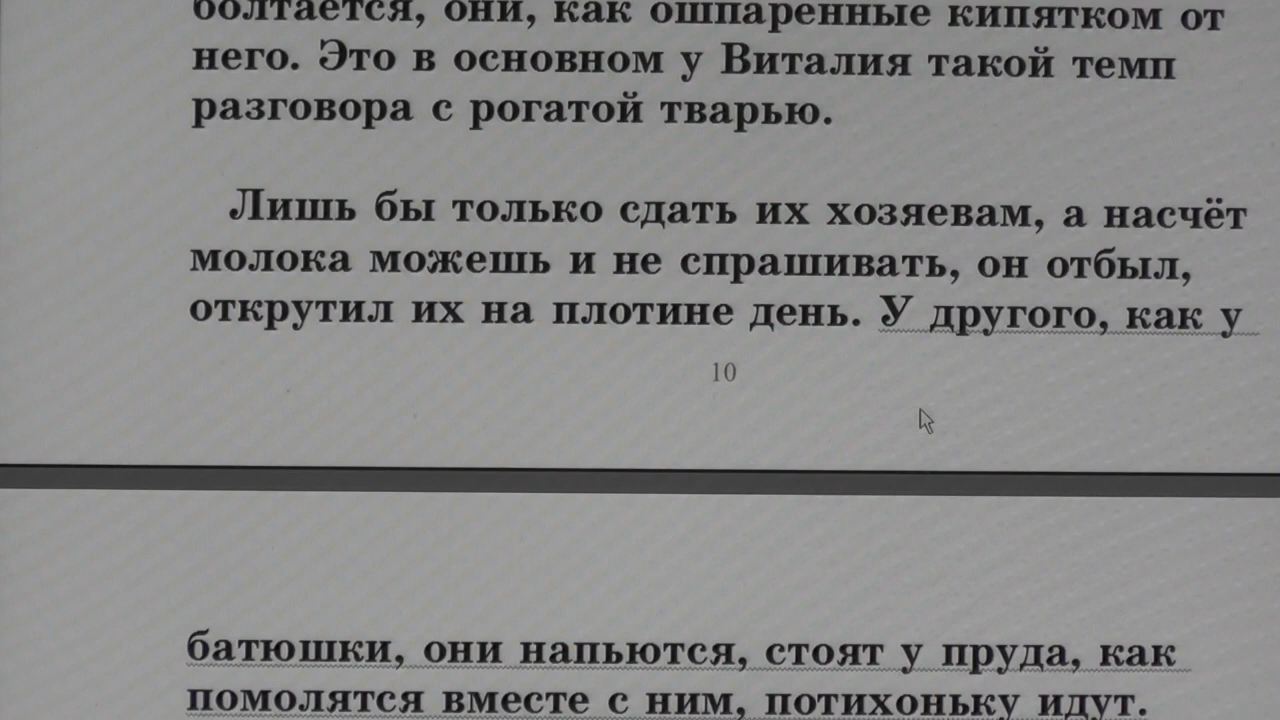 болтается, они, как ошпаренные кипятком от
него. Это в основном у Виталия такой темп
разговора с рогатой тварью.
Лишь бы только сдать их хозяевам, а насчёт
молока можешь и не спрашивать, он отбыл,
открутил их на плотине день. У другого, как у
10
батюшки, они напьются, стоят у пруда, как
помолятся вместе с ним, потихоньку идут.